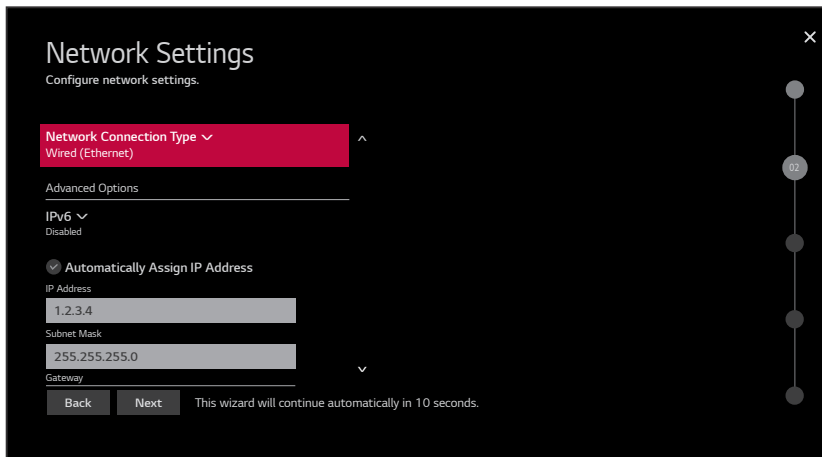 Network Settings
Configure network settings.
Network Connection Type
Wired (Ethernet)
Advanced Options
02
IPv6
Disabled
Automatically Assign IP Address
IP Address
1.2.3.4
Subnet Mask
255.255.255.0
Gateway
Back Next This wizard will continue automatically in 10 seconds.